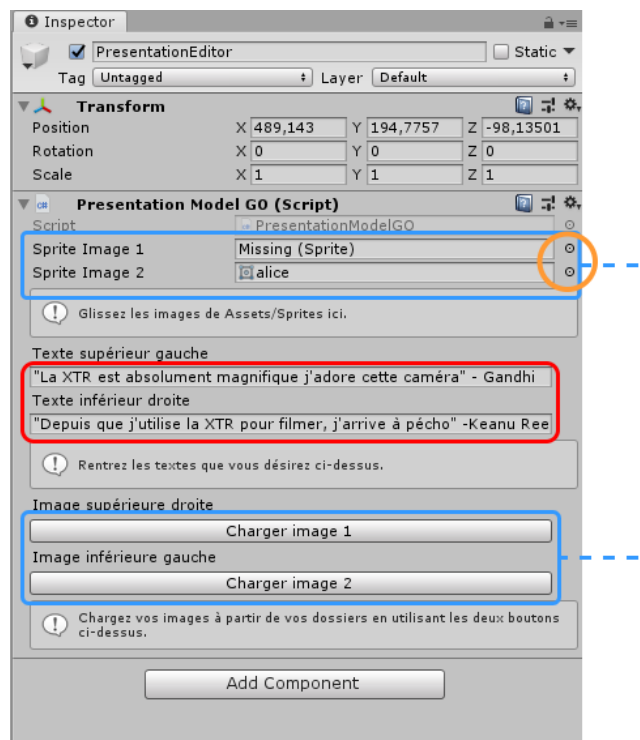 Inspector
PresentationEditor Static
Tag Untagged Layer Default
Transform
Position X 489,143 Y 194,7757 Z -98,13501
Rotation X 0 Y 0 Z 0
Scale X 1 Y 1 Z 1
C# Presentation Model GO (Script)
Script PresentationModelGO
Sprite Image 1 Missing (Sprite)
Sprite Image 2 alice
Glissez les images de Assets/Sprites ici.
Texte supérieur gauche
"La XTR est absolument magnifique j'adore cette caméra" - Gandhi
Texte inférieur droite
"Depuis que j'utilise la XTR pour filmer, j'arrive à pécho" -Keanu Ree
Rentrez les textes que vous désirez ci-dessus.
Image supérieure droite
Charger image 1
Image inférieure gauche
Charger image 2
Chargez vos images à partir de vos dossiers en utilisant les deux boutons
ci-dessus.
Add Component